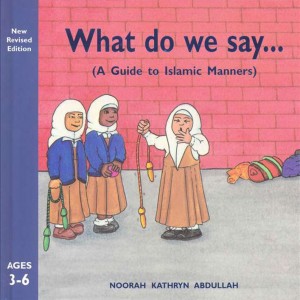 New
Revised
Edition
What do we say...
(A Guide to Islamic Manners)
AGES
3-6
NOORAH KATHRYN ABDULLAH